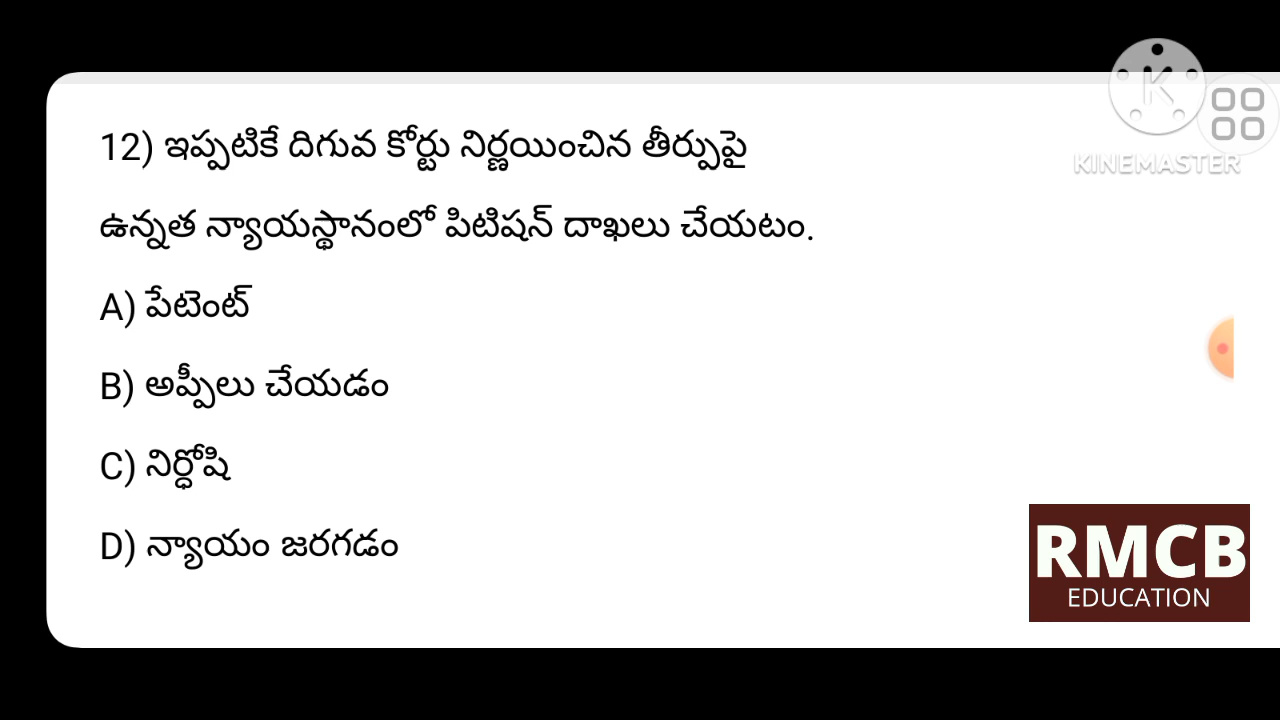 12) ఇప్పటికే దిగువ కోర్టు నిర్ణయించిన తీర్పుపై
ఉన్నత న్యాయస్థానంలో పిటిషన్ దాఖలు చేయటం.
A) పేటెంట్
B) అప్పీలు చేయడం
C) నిర్ధోషి
D) న్యాయం జరగడం
K
KINEMASTER
RMCB
EDUCATION